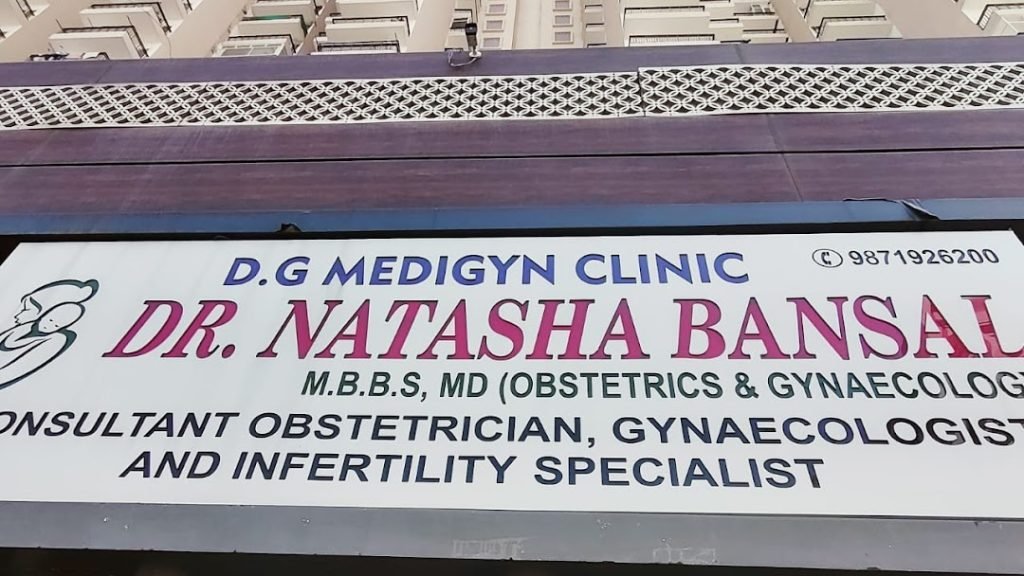 D.G MEDIGYN CLINIC
9871926200
DR. NATASHA BANSAL
M.B.B.S, MD (OBSTETRICS & GYNAECOLOG
ONSULTANT OBSTETRICIAN, GYNAECOLOGIST
AND INFERTILITY SPECIALIST